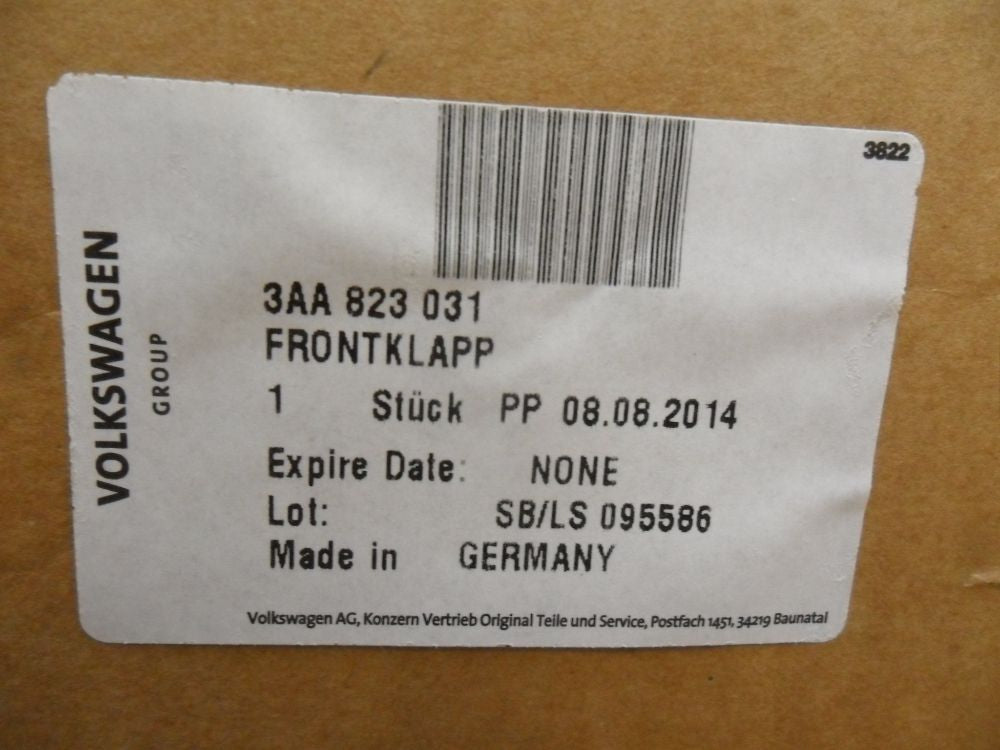 3822
VOLKSWAGEN
GROUP
3AA 823 031
FRONTKLAPP
1 Stück PP 08.08.2014
Expire Date: NONE
Lot: SB/LS 095586
Made in GERMANY
Volkswagen AG, Konzern Vertrieb Original Teile und Service, Postfach 1451, 34219 Baunatal